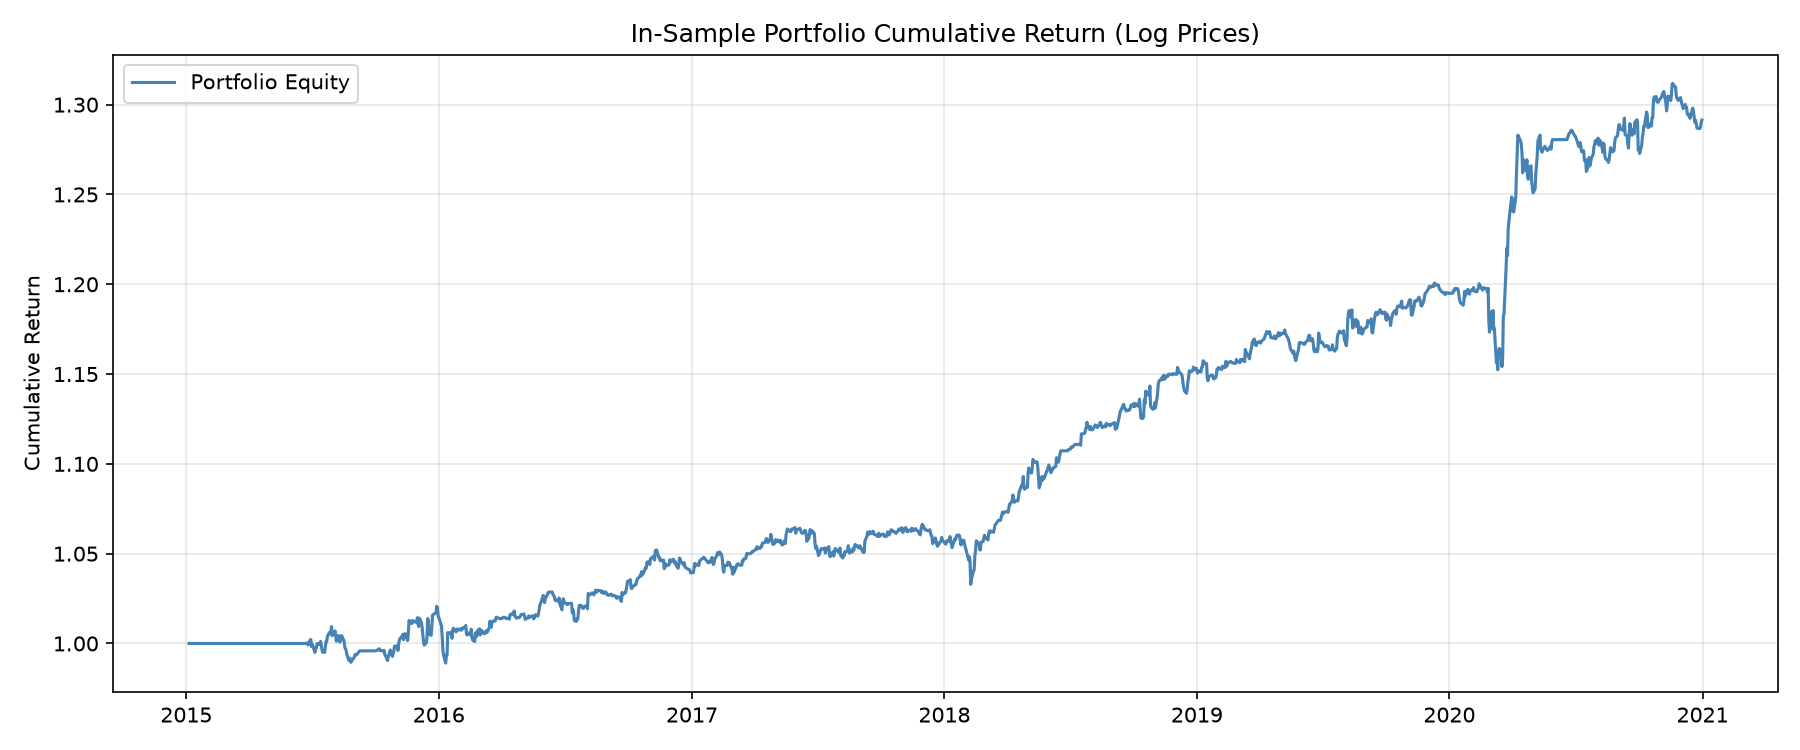 In-Sample Portfolio Cumulative Return (Log Prices)
Portfolio Equity
Cumulative Return
1.30
1.25
1.20
1.15
1.10
1.05
1.00
2015 2016 2017 2018 2019 2020 2021